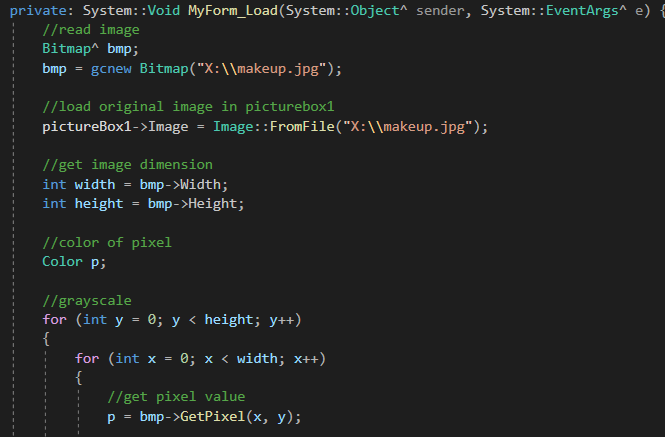 private: System::Void MyForm_Load(System::Object^ sender, System::EventArgs^ e) {
//read image
Bitmap^ bmp;
bmp = gcnew Bitmap("X:\\makeup.jpg");
//load original image in picturebox1
pictureBox1->Image = Image::FromFile("X:\\makeup.jpg");
//get image dimension
int width = bmp->Width;
int height = bmp->Height;
//color of pixel
Color p;
//grayscale
for (int y = 0; y < height; y++)
{
for (int x = 0; x < width; x++)
{
//get pixel value
p = bmp->GetPixel(x, y);